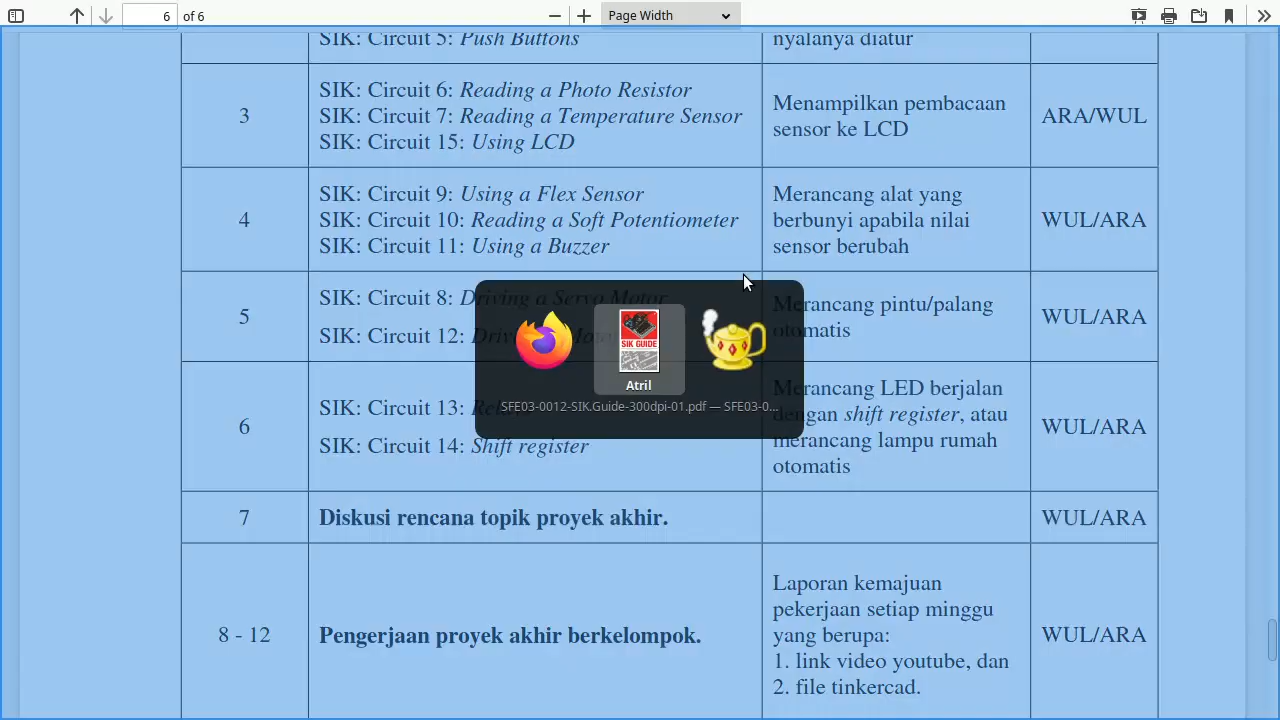 6
of 6
Page Width
SIK: Circuit 5: Push Buttons
nyalanya diatur
3
SIK: Circuit 6: Reading a Photo Resistor
SIK: Circuit 7: Reading a Temperature Sensor
SIK: Circuit 15: Using LCD
Menampilkan pembacaan
sensor ke LCD
ARA/WUL
4
SIK: Circuit 9: Using a Flex Sensor
SIK: Circuit 10: Reading a Soft Potentiometer
SIK: Circuit 11: Using a Buzzer
Merancang alat yang
berbunyi apabila nilai
sensor berubah
WUL/ARA
5
SIK: Circuit 8: Driving a Servo Motor
SIK: Circuit 12:
Merancang pintu/palang
otomatis
WUL/ARA
SIK GUIDE
Atril
SFE03-0012-SIK.Guide-300dpi-01.pdf — SFE03-0...
6
SIK: Circuit 13:
SIK: Circuit 14: Shift register
Merancang LED berjalan
dengan shift register, atau
merancang lampu rumah
otomatis
WUL/ARA
7
Diskusi rencana topik proyek akhir.
WUL/ARA
8 - 12
Pengerjaan proyek akhir berkelompok.
Laporan kemajuan
pekerjaan setiap minggu
yang berupa:
1. link video youtube, dan
2. file tinkercad.
WUL/ARA